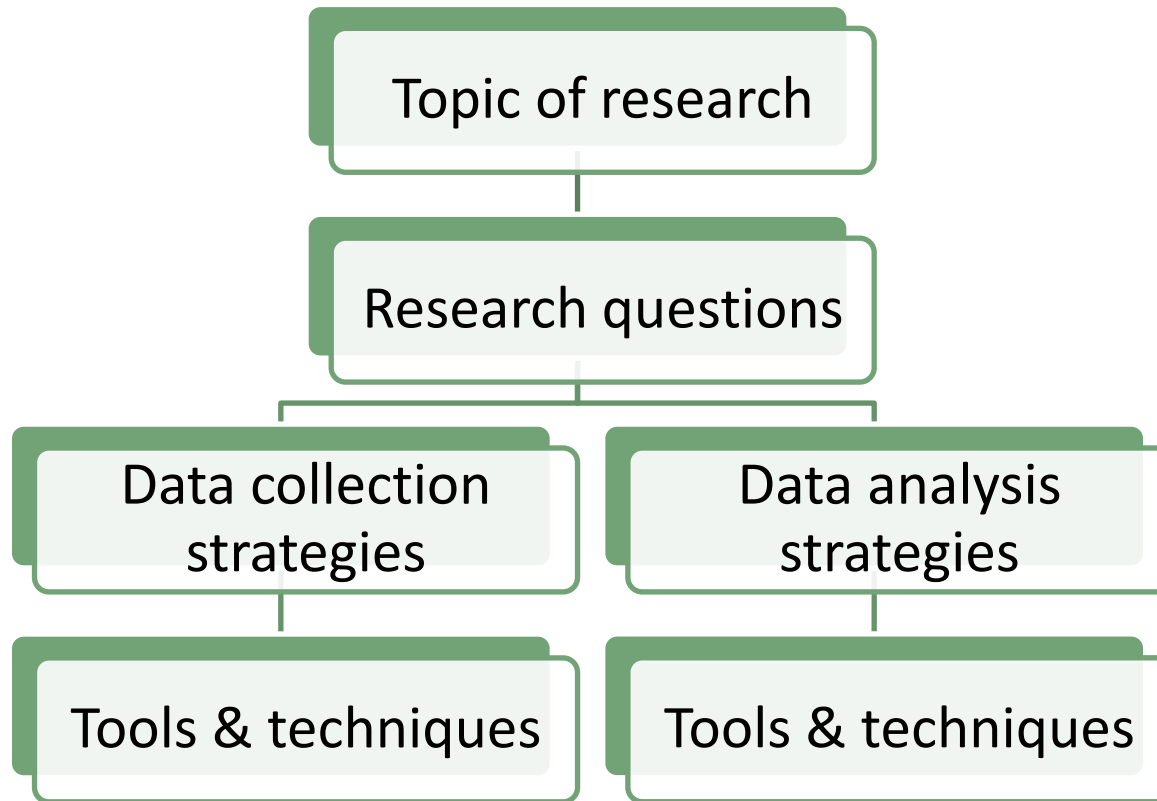 Topic of research
Research questions
Data collection
strategies
Data analysis
strategies
Tools & techniques
Tools & techniques